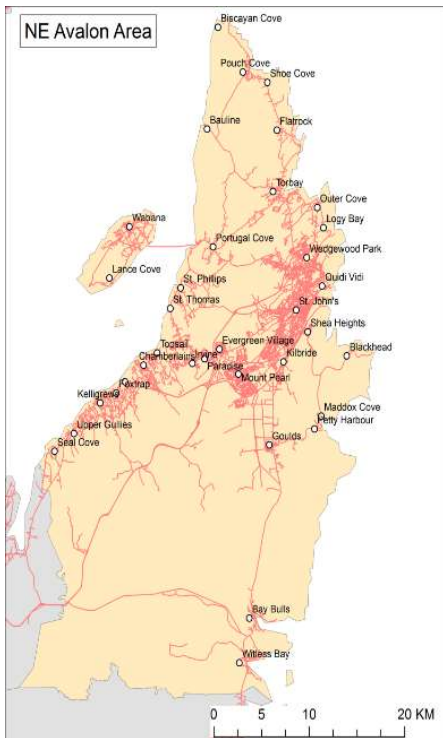 NE Avalon Area
Biscayan Cove
Pouch Cove
Shoe Cove
Bauline
Flatrock
Torbay
Outer Cove
Wabana
Logy Bay
Portugal Cove
Wedgewood Park
Lance Cove
St. Phillips
Quidi Vidi
St. Thomas
St. John's
Shea Heights
Topsail
Evergreen Village
Blackhead
Chamberlains
Paradise
Kilbride
Mount Pearl
Kelligrews
Maddox Cove
Petty Harbour
Upper Gullies
Goulds
Seal Cove
Bay Bulls
Witless Bay
0 5 10 20 KM